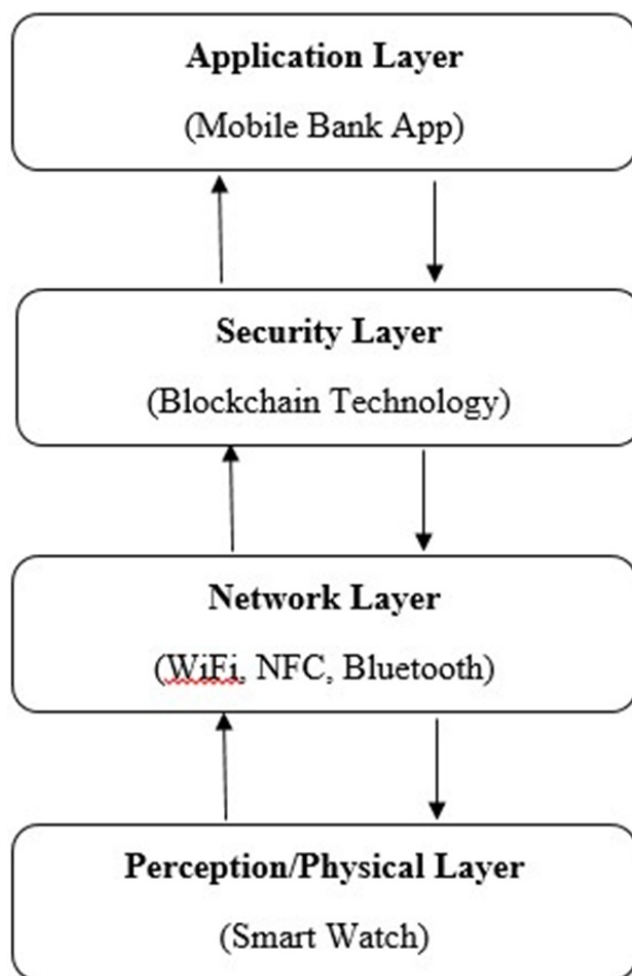 Application Layer
(Mobile Bank App)
Security Layer
(Blockchain Technology)
Network Layer
(WiFi, NFC, Bluetooth)
Perception/Physical Layer
(Smart Watch)